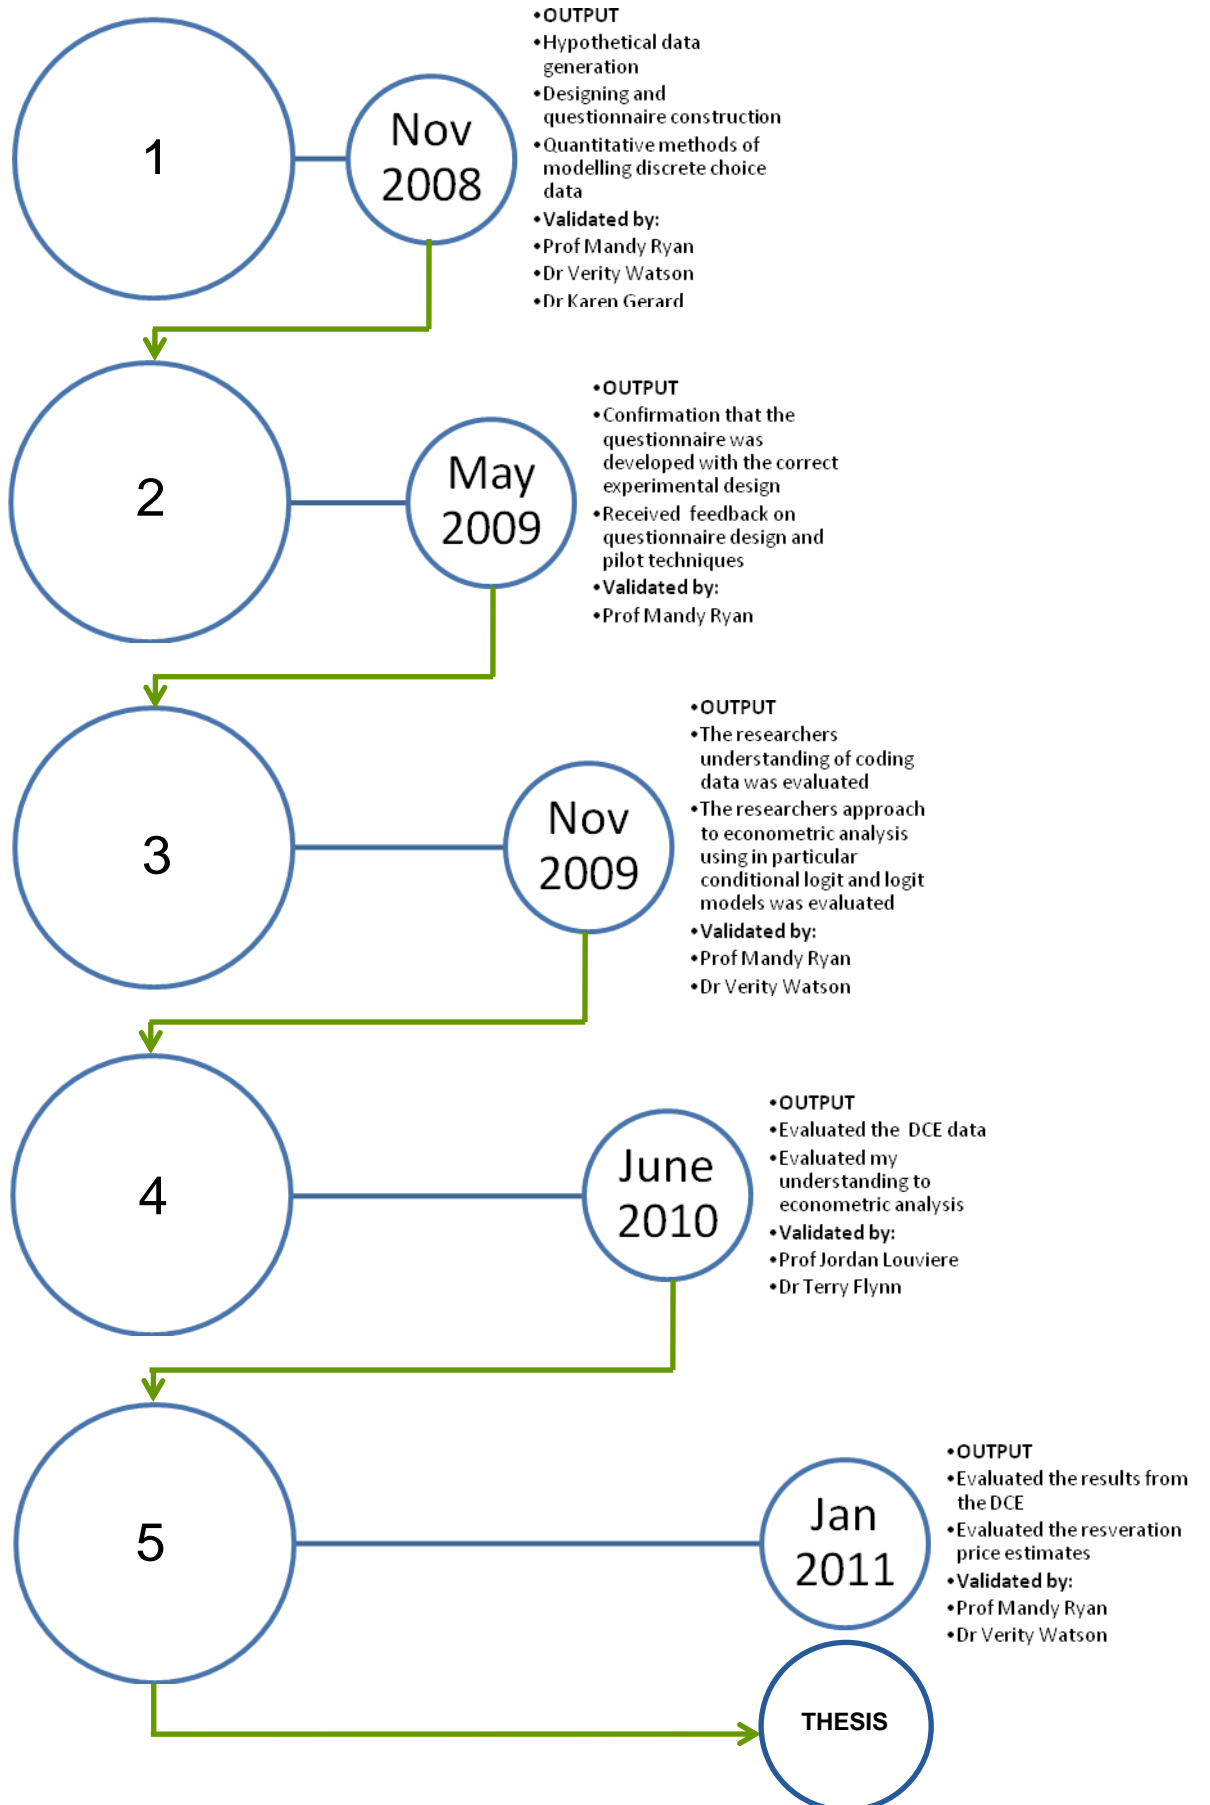 1
Nov
2008
•OUTPUT
•Hypothetical data
generation
•Designing and
questionnaire construction
•Quantitative methods of
modelling discrete choice
data
•Validated by:
•Prof Mandy Ryan
•Dr Verity Watson
•Dr Karen Gerard
2
May
2009
•OUTPUT
•Confirmation that the
questionnaire was
developed with the correct
experimental design
•Received feedback on
questionnaire design and
pilot techniques
•Validated by:
•Prof Mandy Ryan
3
Nov
2009
•OUTPUT
•The researchers
understanding of coding
data was evaluated
•The researchers approach
to econometric analysis
using in particular
conditional logit and logit
models was evaluated
•Validated by:
•Prof Mandy Ryan
•Dr Verity Watson
4
June
2010
•OUTPUT
•Evaluated the DCE data
•Evaluated my
understanding to
econometric analysis
•Validated by:
•Prof Jordan Louviere
•Dr Terry Flynn
5
Jan
2011
•OUTPUT
•Evaluated the results from
the DCE
•Evaluated the resveration
price estimates
•Validated by:
•Prof Mandy Ryan
•Dr Verity Watson
THESIS